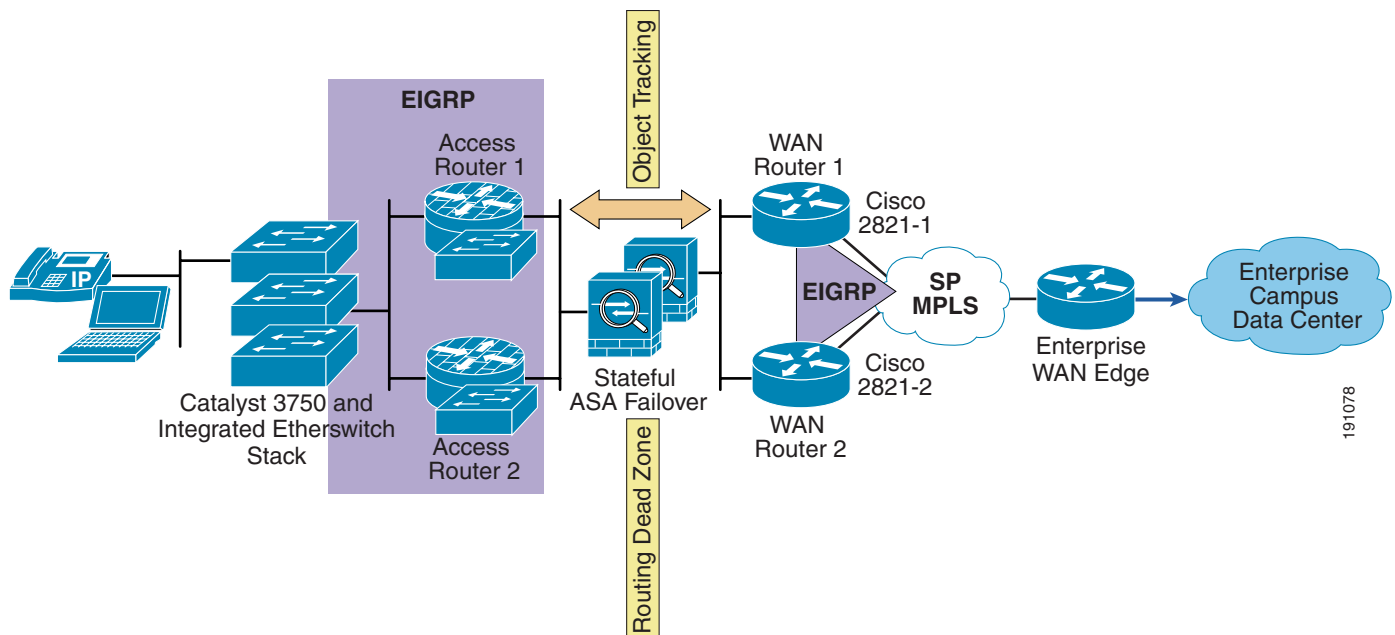 EIGRP
Access
Router 1
Object Tracking
WAN
Router 1
Cisco
2821-1
IP
EIGRP
SP
MPLS
Enterprise
Campus
Data Center
Enterprise
WAN Edge
Stateful
ASA Failover
Cisco
2821-2
WAN
Router 2
Catalyst 3750 and
Integrated Etherswitch
Stack
Access
Router 2
Routing Dead Zone
191078